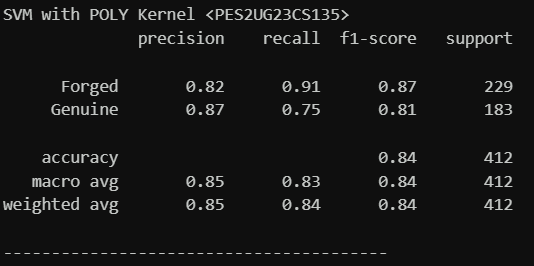 SVM with POLY Kernel <PES2UG23CS135>
precision recall f1-score support
Forged 0.82 0.91 0.87 229
Genuine 0.87 0.75 0.81 183
accuracy 0.84 412
macro avg 0.85 0.83 0.84 412
weighted avg 0.85 0.84 0.84 412
----------------------------------------